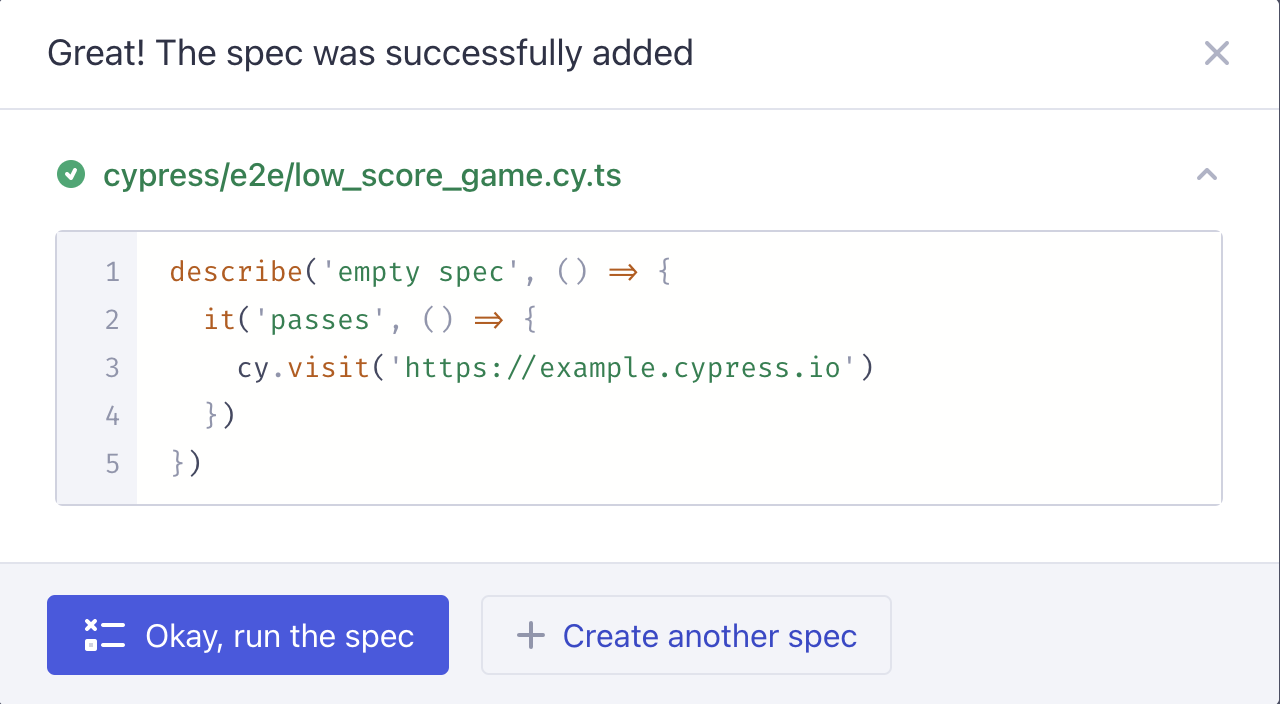 Great! The spec was successfully added
cypress/e2e/low_score_game.cy.ts
1 describe('empty spec', () => {
2   it('passes', () => {
3     cy.visit('https://example.cypress.io')
4   })
5 })
Okay, run the spec
Create another spec